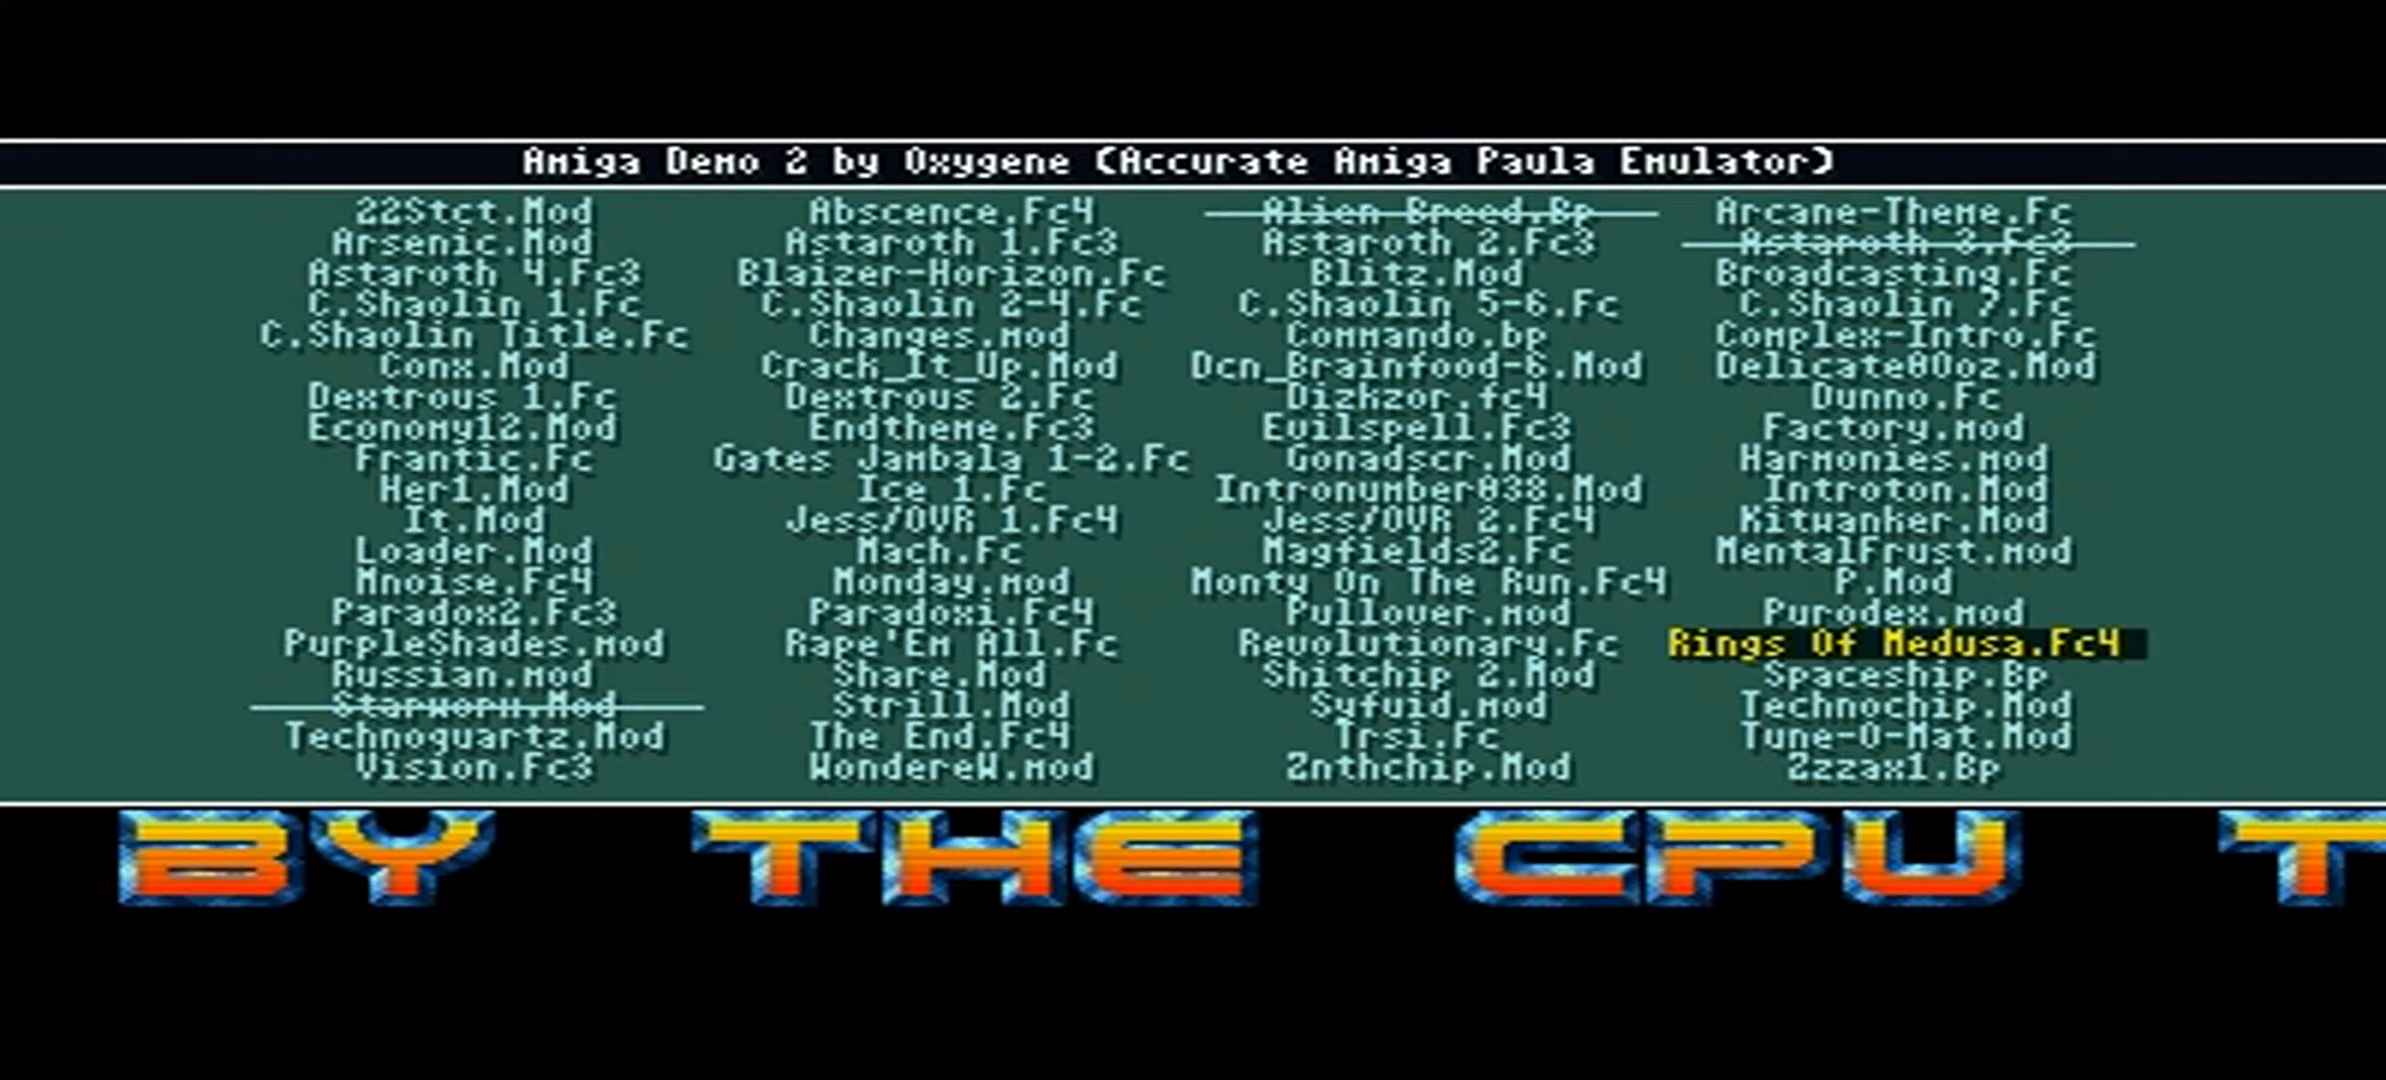 Amiga Demo 2 by Oxygene (Accurate Amiga Paula Emulator)
22Stct.Mod Abscence.Fc4 Alien Breed.Bp Arcane-Theme.Fc
Arsenic.Mod Astaroth 1.Fc3 Astaroth 2.Fc3 Astaroth 3.Fc3
Astaroth 4.Fc3 Blaizer-Horizon.Fc Blitz.Mod Broadcasting.Fc
C.Shaolin 1.Fc C.Shaolin 2-4.Fc C.Shaolin 5-6.Fc C.Shaolin 7.Fc
C.Shaolin Title.Fc Changes.mod Commando.bp Complex-Intro.Fc
Conx.Mod Crack_It_Up.Mod Dcn_Brainfood-6.Mod Delicate00oz.Mod
Dextrous 1.Fc Dextrous 2.Fc Dizkzor.fc4 Dunno.Fc
Economy12.Mod Endtheme.Fc3 Evilspell.Fc3 Factory.mod
Frantic.Fc Gates Jambala 1-2.Fc Gonadscr.Mod Harmonies.mod
Her1.Mod Ice 1.Fc Intronumber038.Mod Introton.Mod
It.Mod Jess/OVR 1.Fc4 Jess/OVR 2.Fc4 Kitwanker.Mod
Loader.Mod Mach.Fc Magfields2.Fc MentalFrust.mod
Mnoise.Fc4 Monday.mod Monty On The Run.Fc4 P.Mod
Paradox2.Fc3 Paradoxi.Fc4 Pullover.mod Purodex.mod
PurpleShades.mod Rape'Em All.Fc Revolutionary.Fc Rings Of Medusa.Fc4
Russian.mod Share.Mod Shitchip 2.Mod Spaceship.Bp
Starworx.Mod Strill.Mod Syfuid.mod Technochip.Mod
Technoquartz.Mod The End.Fc4 Trsi.Fc Tune-O-Mat.Mod
Vision.Fc3 WondereW.mod Znthchip.Mod Zzzax1.Bp
BY THE CPU T